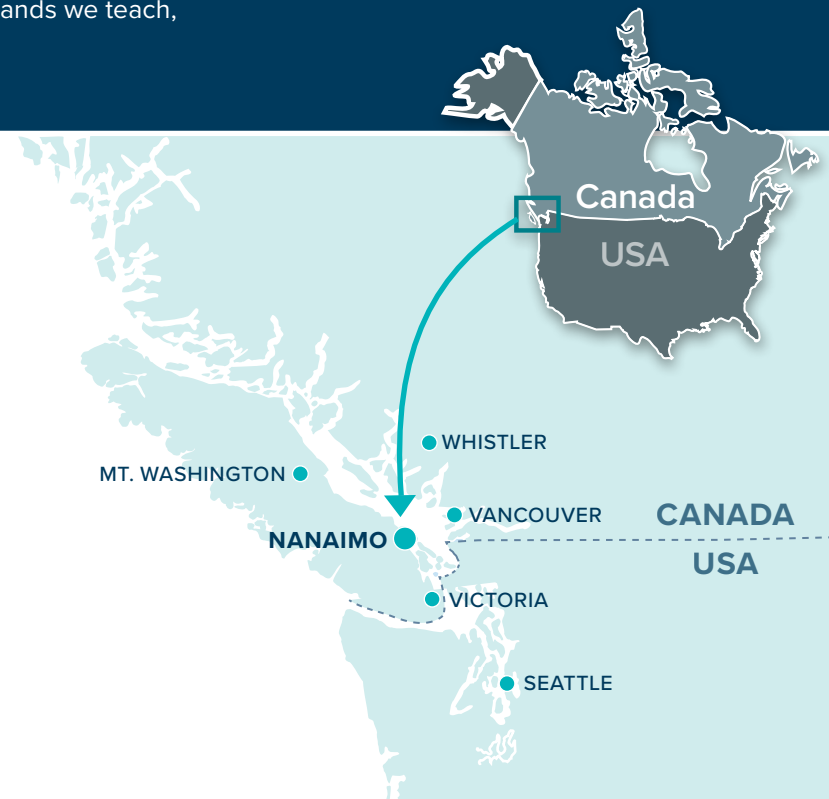 ands we teach,
Canada
USA
WHISTLER
MT. WASHINGTON
VANCOUVER
CANADA
NANAIMO
USA
VICTORIA
SEATTLE